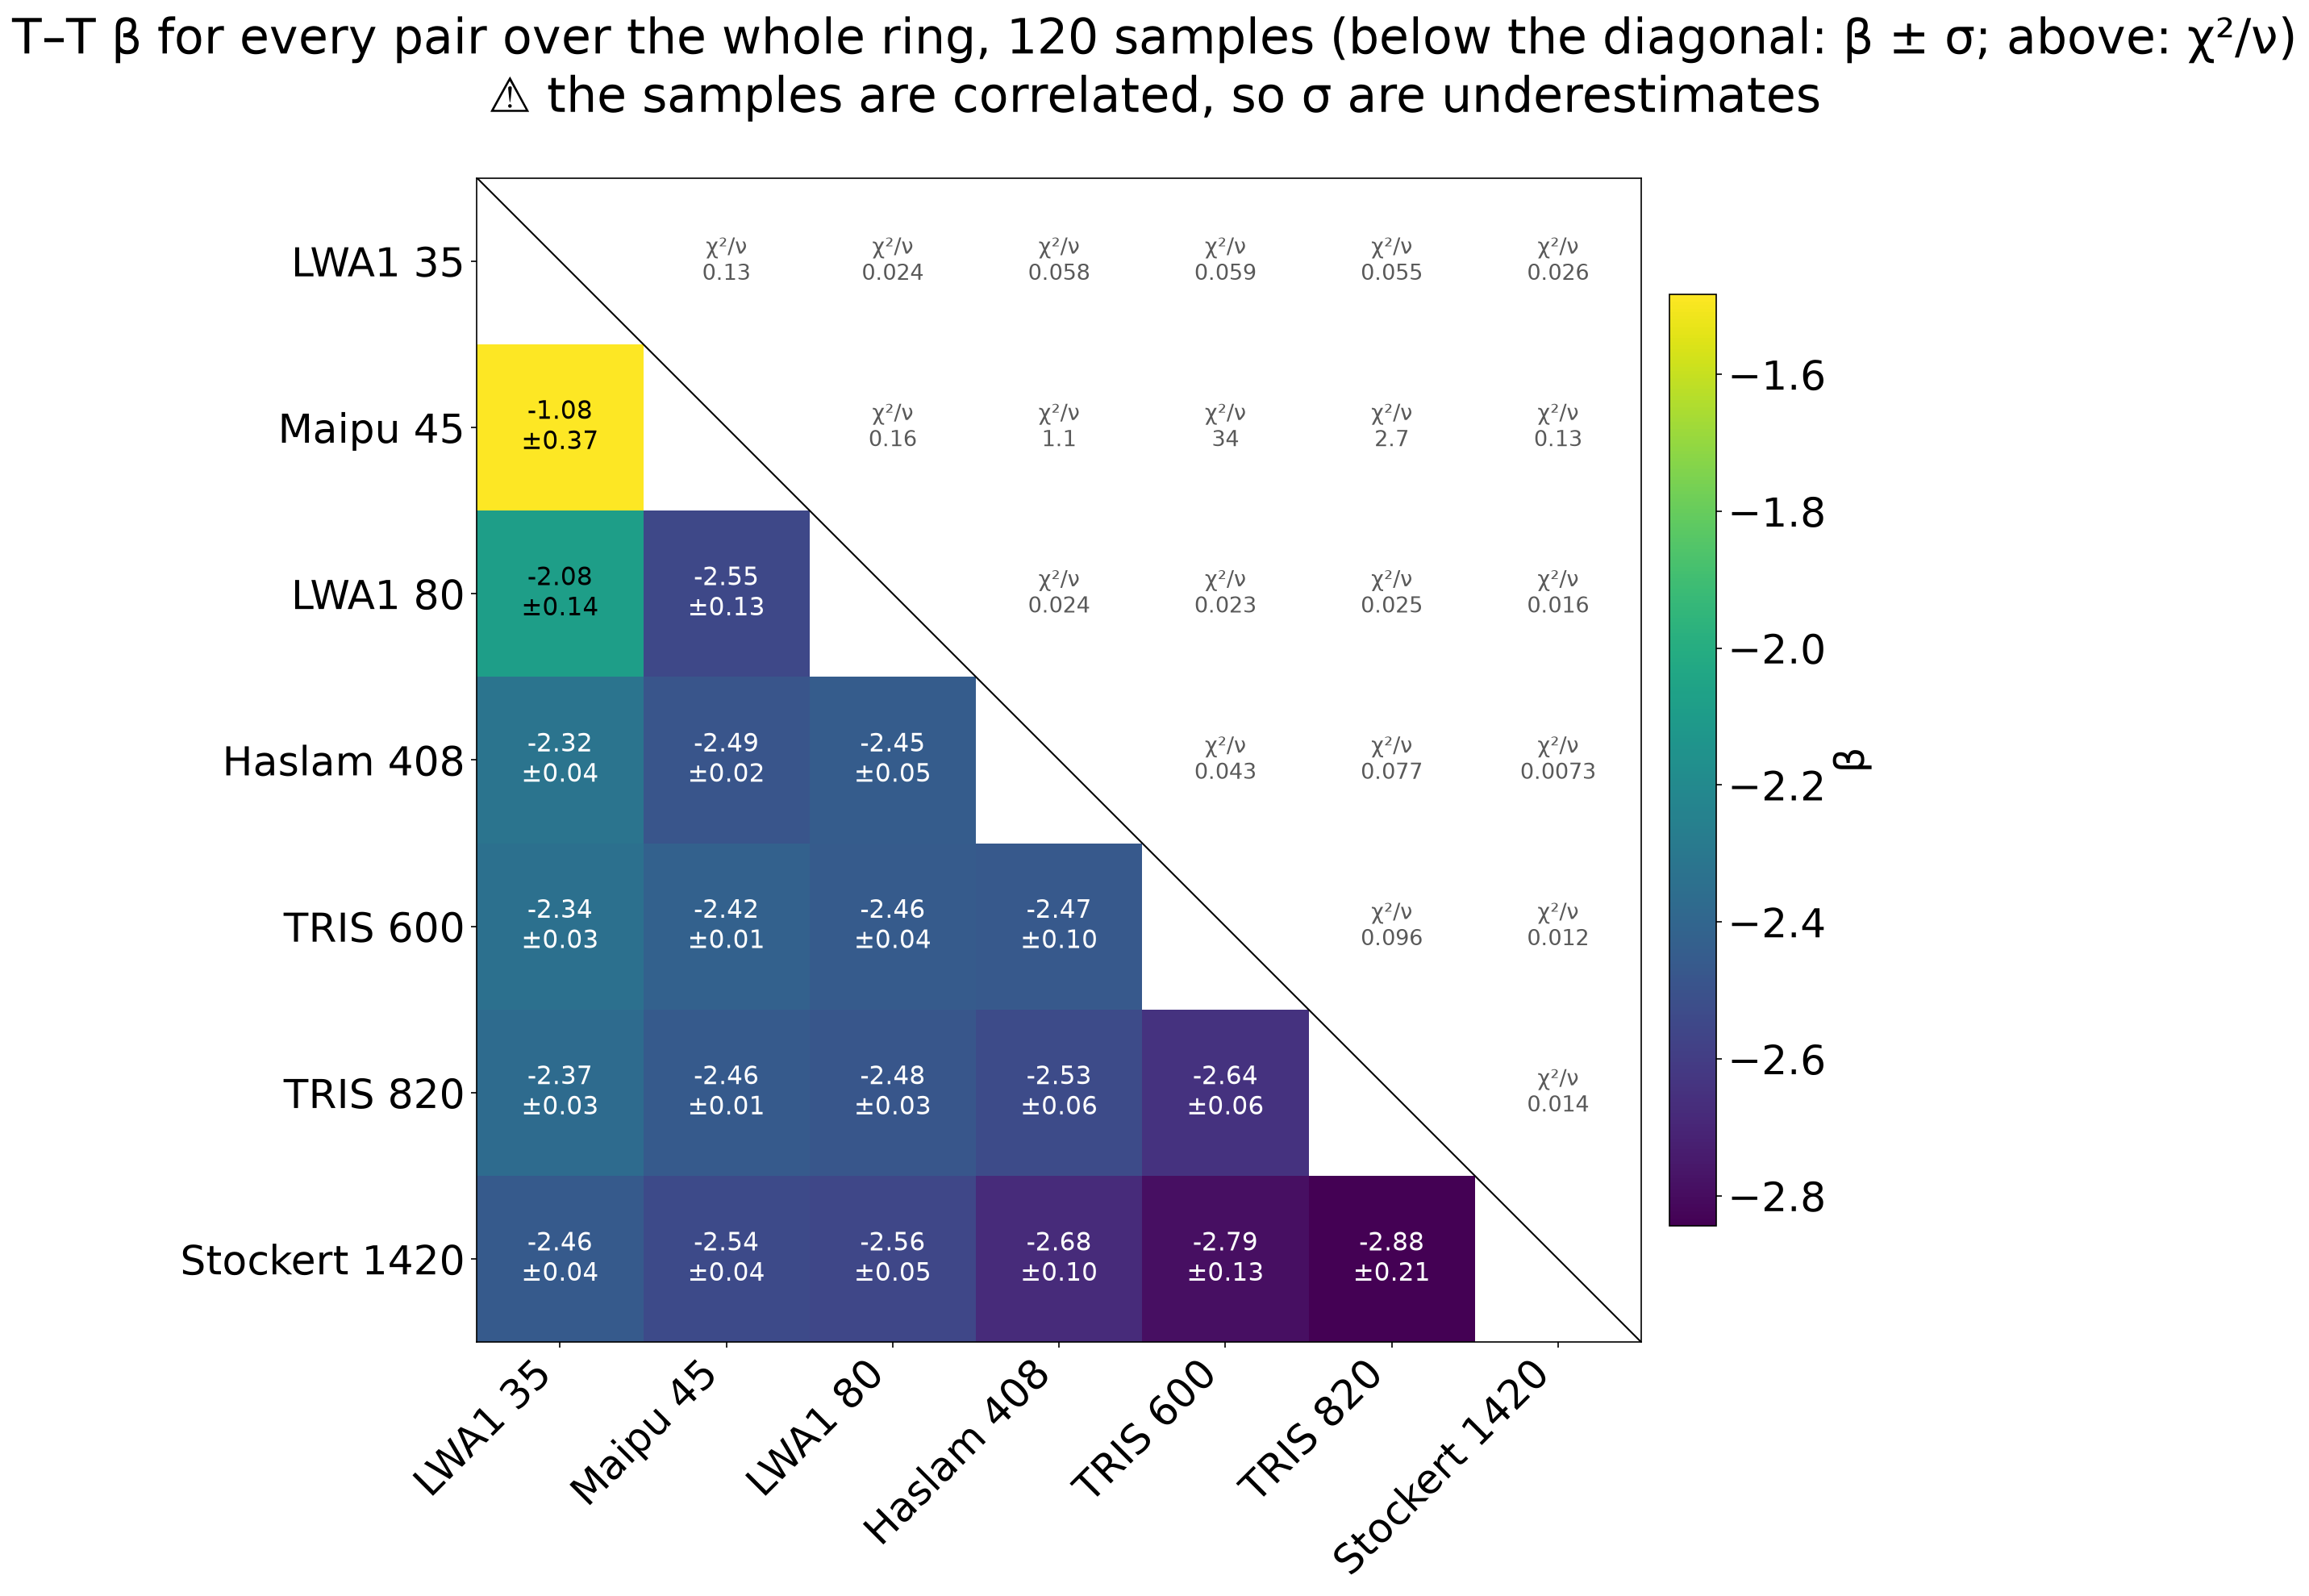 T–T β for every pair over the whole ring, 120 samples (below the diagonal: β ± σ; above: χ²/ν)
⚠ the samples are correlated, so σ are underestimates
LWA1 35
χ²/ν
0.13
χ²/ν
0.024
χ²/ν
0.058
χ²/ν
0.059
χ²/ν
0.055
χ²/ν
0.026
Maipu 45
-1.08
±0.37
χ²/ν
0.16
χ²/ν
1.1
χ²/ν
34
χ²/ν
2.7
χ²/ν
0.13
LWA1 80
-2.08
±0.14
-2.55
±0.13
χ²/ν
0.024
χ²/ν
0.023
χ²/ν
0.025
χ²/ν
0.016
Haslam 408
-2.32
±0.04
-2.49
±0.02
-2.45
±0.05
χ²/ν
0.043
χ²/ν
0.077
χ²/ν
0.0073
TRIS 600
-2.34
±0.03
-2.42
±0.01
-2.46
±0.04
-2.47
±0.10
χ²/ν
0.096
χ²/ν
0.012
TRIS 820
-2.37
±0.03
-2.46
±0.01
-2.48
±0.03
-2.53
±0.06
-2.64
±0.06
χ²/ν
0.014
Stockert 1420
-2.46
±0.04
-2.54
±0.04
-2.56
±0.05
-2.68
±0.10
-2.79
±0.13
-2.88
±0.21
LWA1 35
Maipu 45
LWA1 80
Haslam 408
TRIS 600
TRIS 820
Stockert 1420
−1.6
−1.8
−2.0
−2.2
−2.4
−2.6
−2.8
β